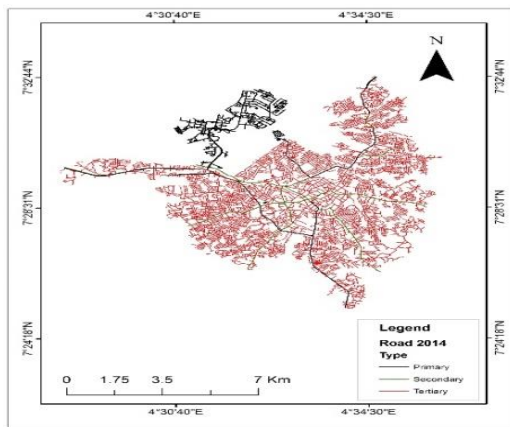 4°30'40"E 4°34'30"E
N
7°32'44"N 7°32'44"N
7°28'31"N 7°28'31"N
7°24'18"N 7°24'18"N
Legend
Road 2014
Type
Primary
Secondary
Tertiary
0 1.75 3.5 7 Km
4°30'40"E 4°34'30"E